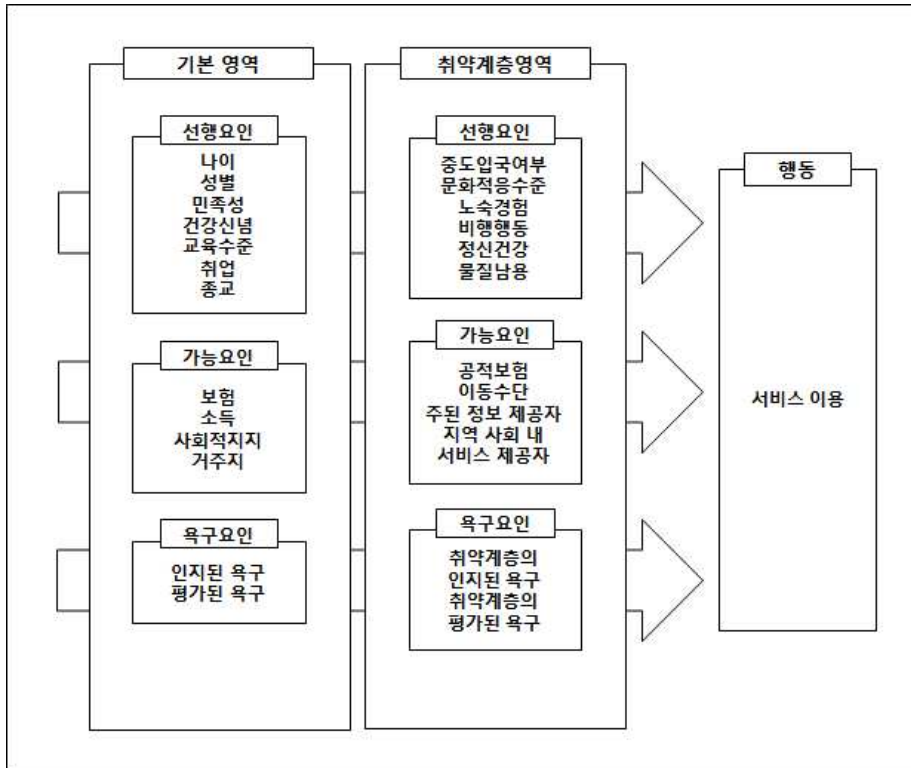 기본 영역
선행요인
나이
성별
민족성
건강신념
교육수준
취업
종교
가능요인
보험
소득
사회적지지
거주지
욕구요인
인지된 욕구
평가된 욕구
취약계층영역
선행요인
중도입국여부
문화적응수준
노숙경험
비행행동
정신건강
물질남용
가능요인
공적보험
이동수단
주된 정보 제공자
지역 사회 내
서비스 제공자
욕구요인
취약계층의
인지된 욕구
취약계층의
평가된 욕구
행동
서비스 이용